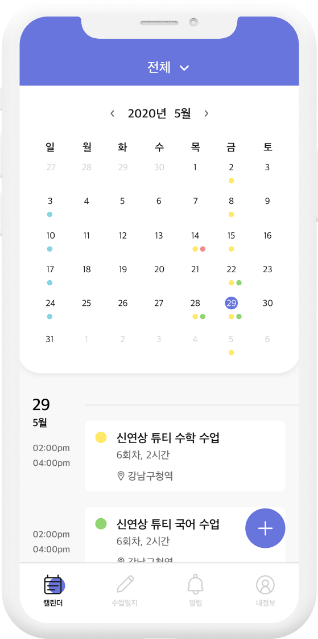 전체
2020년 5월
일 월 화 수 목 금 토
27 28 29 30 1 2 3
3 4 5 6 7 8 9
10 11 12 13 14 15 16
17 18 19 20 21 22 23
24 25 26 27 28 29 30
31 1 2 3 4 5 6
29
5월
02:00pm
04:00pm
신연상 튜티 수학 수업
6회차, 2시간
강남구청역
02:00pm
04:00pm
신연상 튜티 국어 수업
6회차, 2시간
강남구청역
캘린더 수업일지 알림 내정보